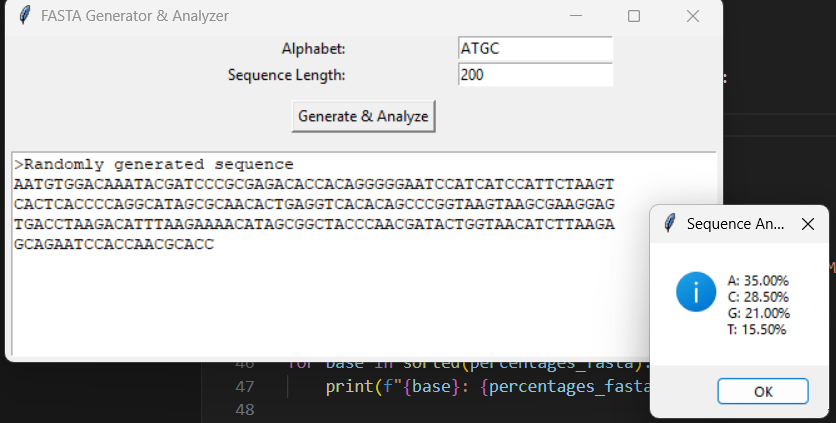 FASTA Generator & Analyzer
Alphabet: ATGC
Sequence Length: 200
Generate & Analyze
>Randomly generated sequence
AATGTGGACAAATACGATCCCGCGAGACACCACAGGGGGAATCCATCATCCATTCTAAGT
CACTCACCCCAGGCATAGCGCAACACTGAGGTCACACAGCCCGGTAAGTAAGCGAAGGAG
TGACCTAAGACATTTAAGAAAACATAGCGGCTACCCAACGATACTGGTAACATCTTAAGA
GCAGAATCCACCAACGCACC
Sequence An...
A: 35.00%
C: 28.50%
G: 21.00%
T: 15.50%
OK
46 for base in sorted(percentages_fasta):
47 print(f"{base}: {percentages_fasta
48